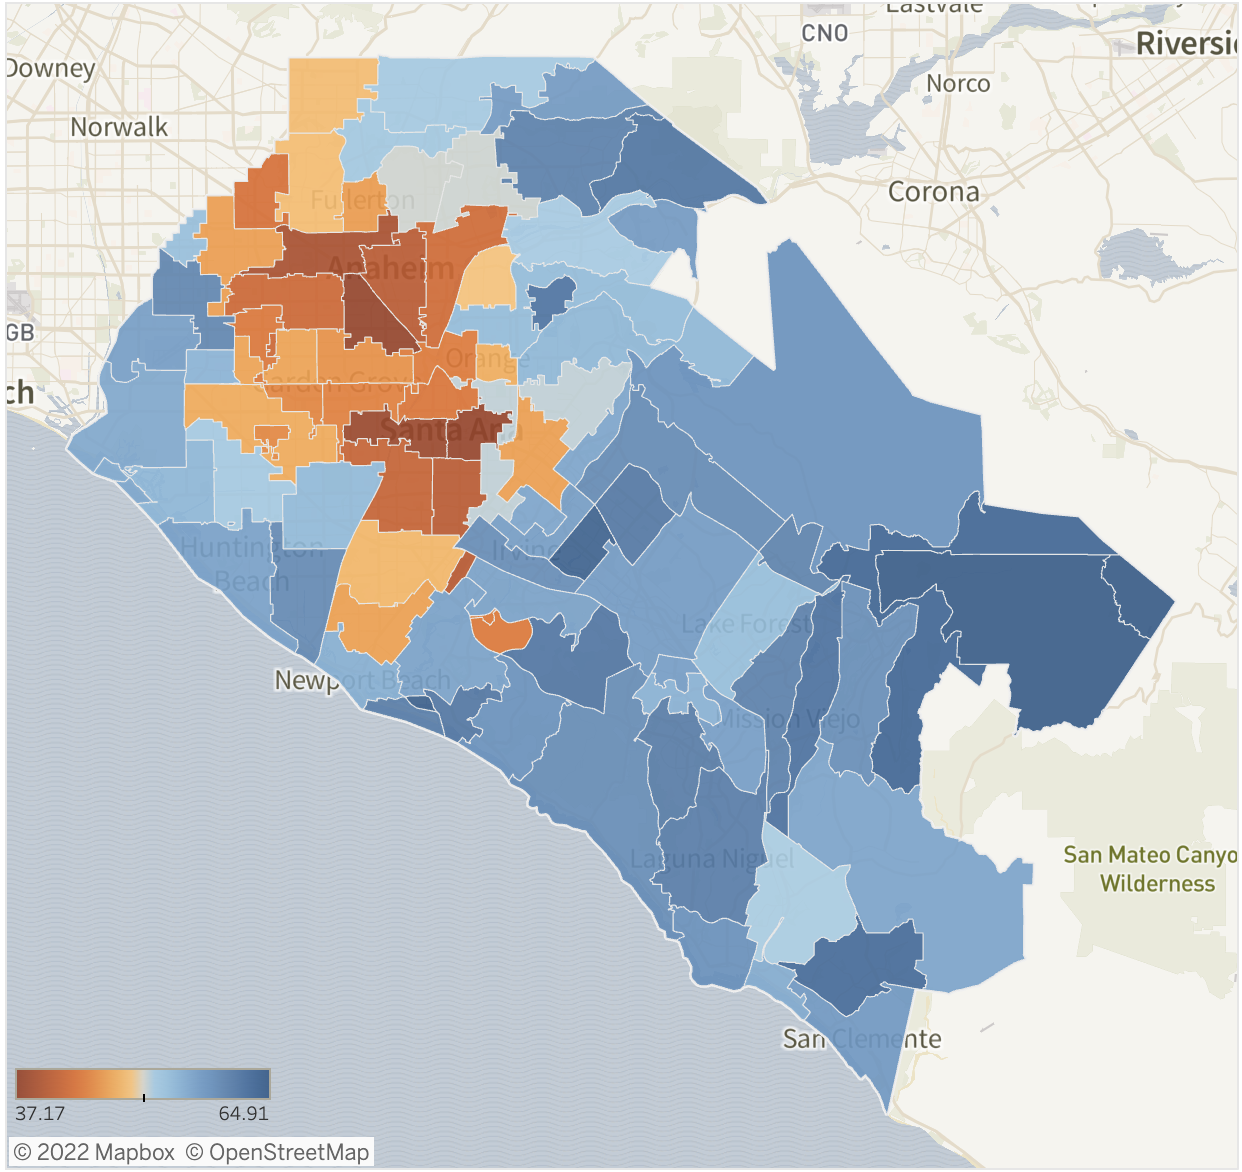 Eastvale
CNO
Riversi
Downey
Norco
Norwalk
Corona
Fullerton
Anaheim
GB
Orange
Garden Grove
ch
Santa Ana
Huntington
Beach
Irvine
Lake Forest
Newport Beach
Mission Viejo
Laguna Niguel
San Mateo Canyo
Wilderness
San Clemente
37.17
64.91
© 2022 Mapbox © OpenStreetMap